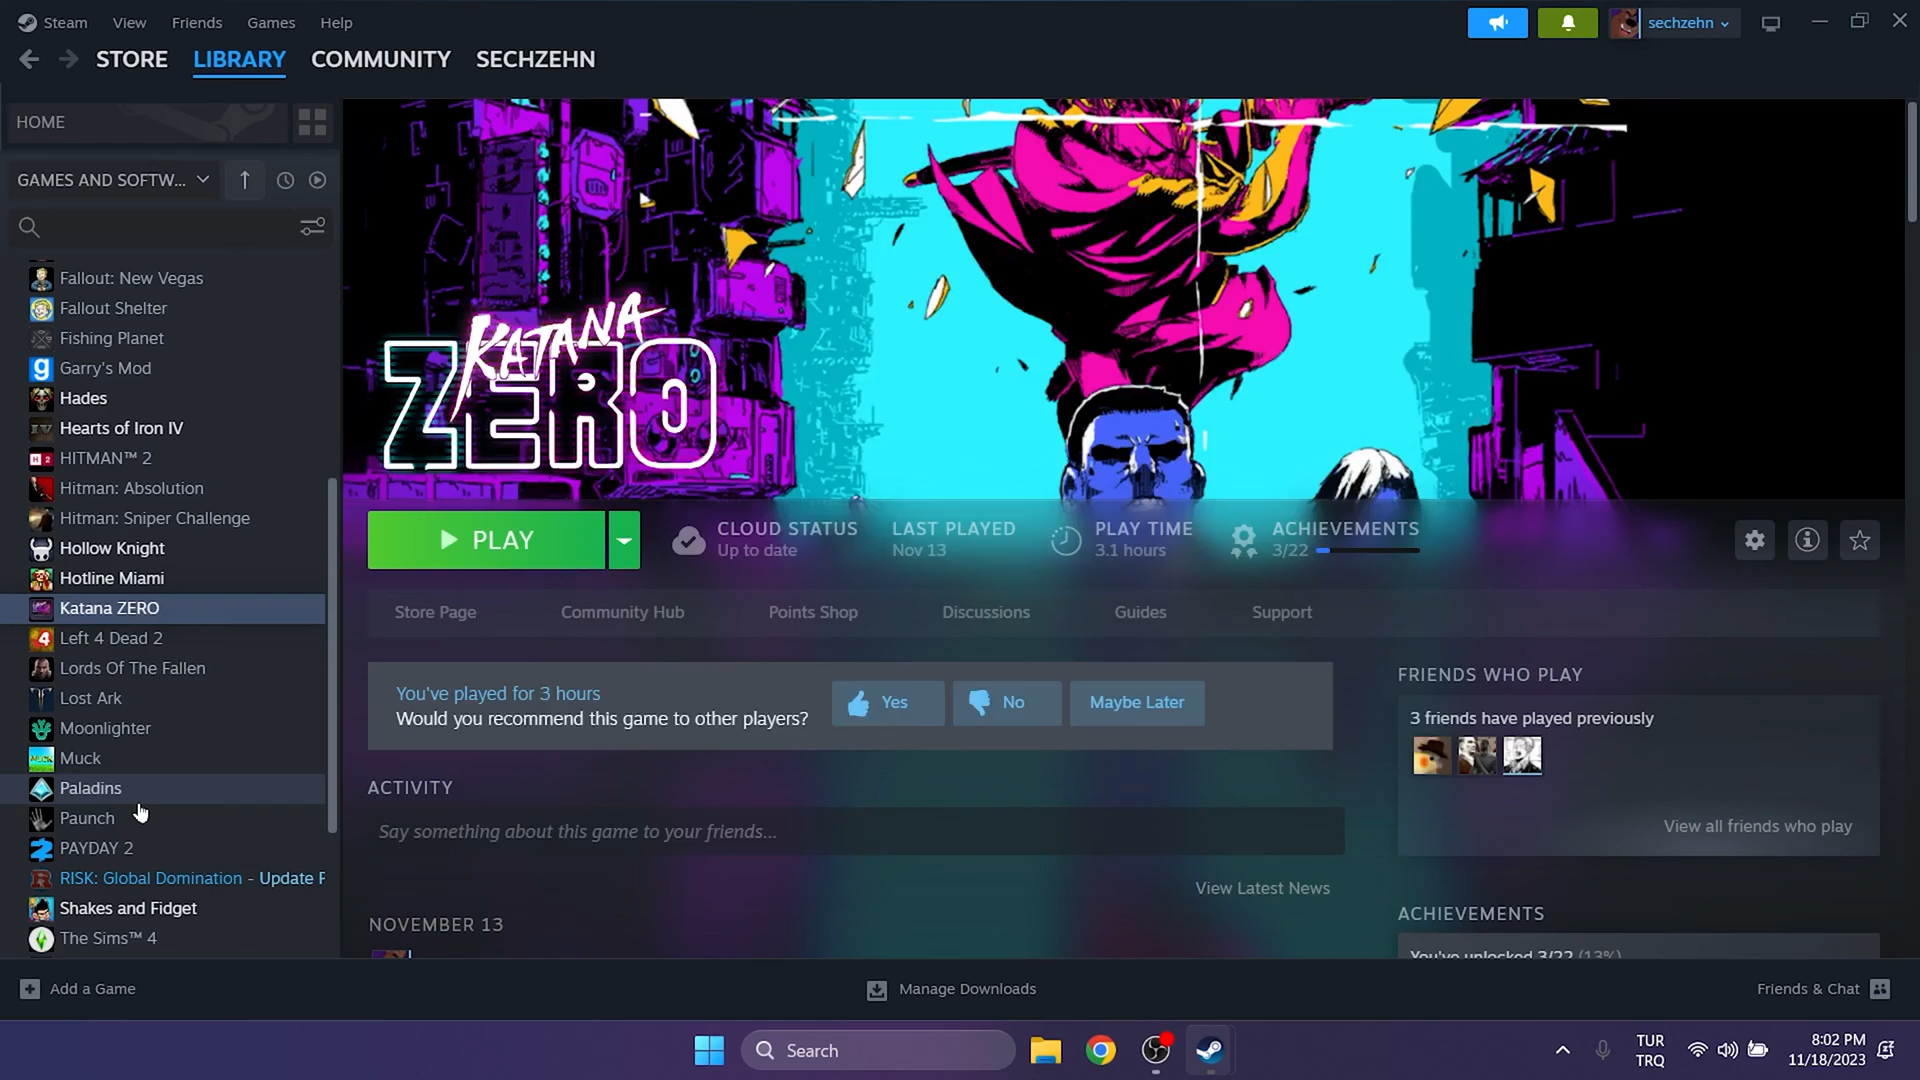 Steam View Friends Games Help
sechzehn
STORE LIBRARY COMMUNITY SECHZEHN
HOME
GAMES AND SOFTW...
Fallout: New Vegas
Fallout Shelter
Fishing Planet
Garry's Mod
Hades
Hearts of Iron IV
HITMAN™ 2
Hitman: Absolution
Hitman: Sniper Challenge
Hollow Knight
Hotline Miami
Katana ZERO
Left 4 Dead 2
Lords Of The Fallen
Lost Ark
Moonlighter
Muck
Paladins
Paunch
PAYDAY 2
RISK: Global Domination - Update F
Shakes and Fidget
The Sims™ 4
KATANA
ZERO
PLAY
CLOUD STATUS
Up to date
LAST PLAYED
Nov 13
PLAY TIME
3.1 hours
ACHIEVEMENTS
3/22
Store Page Community Hub Points Shop Discussions Guides Support
You've played for 3 hours
Would you recommend this game to other players?
Yes No Maybe Later
ACTIVITY
Say something about this game to your friends...
View Latest News
NOVEMBER 13
FRIENDS WHO PLAY
3 friends have played previously
View all friends who play
ACHIEVEMENTS
You've unlocked 3/22 (13%)
Add a Game
Manage Downloads
Friends & Chat
Search
TUR
TRQ
8:02 PM
11/18/2023